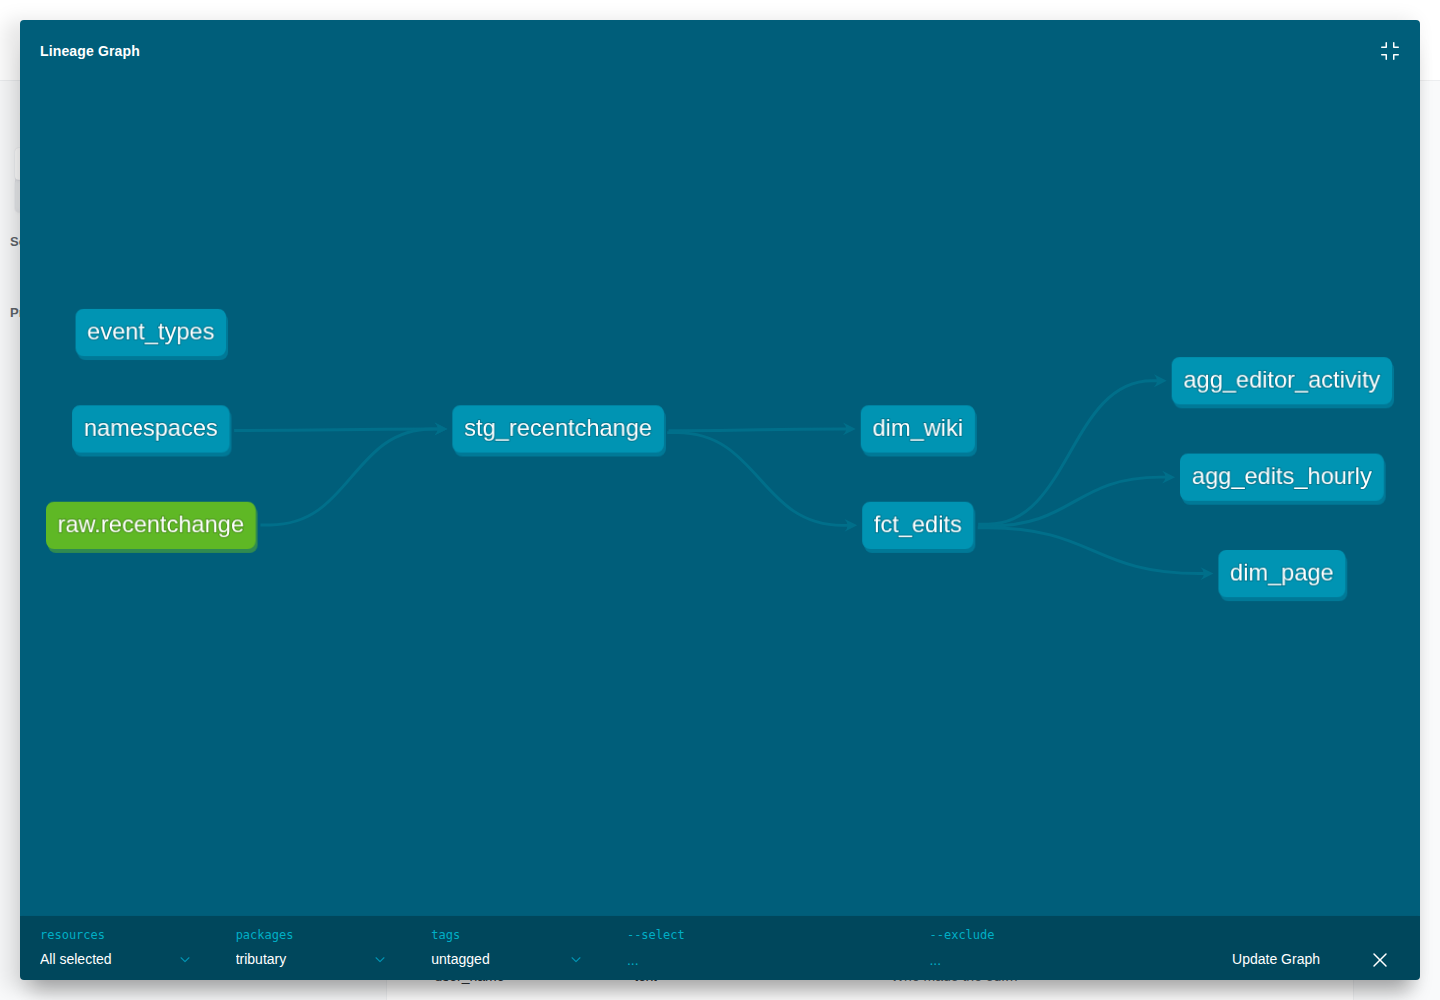 Lineage Graph
event_types
namespaces
raw.recentchange
stg_recentchange
dim_wiki
fct_edits
agg_editor_activity
agg_edits_hourly
dim_page
resources
All selected
packages
tributary
tags
untagged
--select
...
--exclude
...
Update Graph